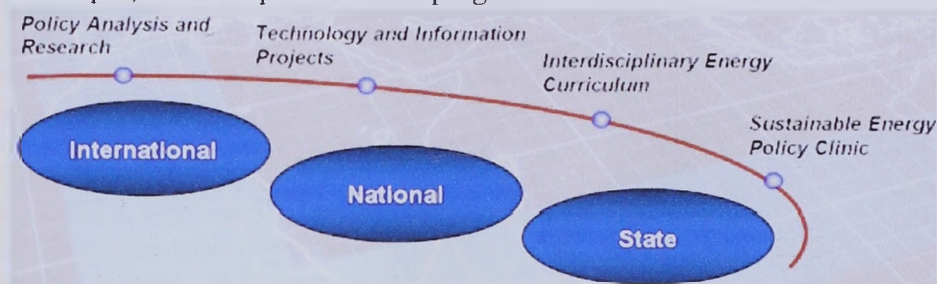 Policy Analysis and
Research
Technology and Information
Projects
Interdisciplinary Energy
Curriculum
Sustainable Energy
Policy Clinic
International
National
State